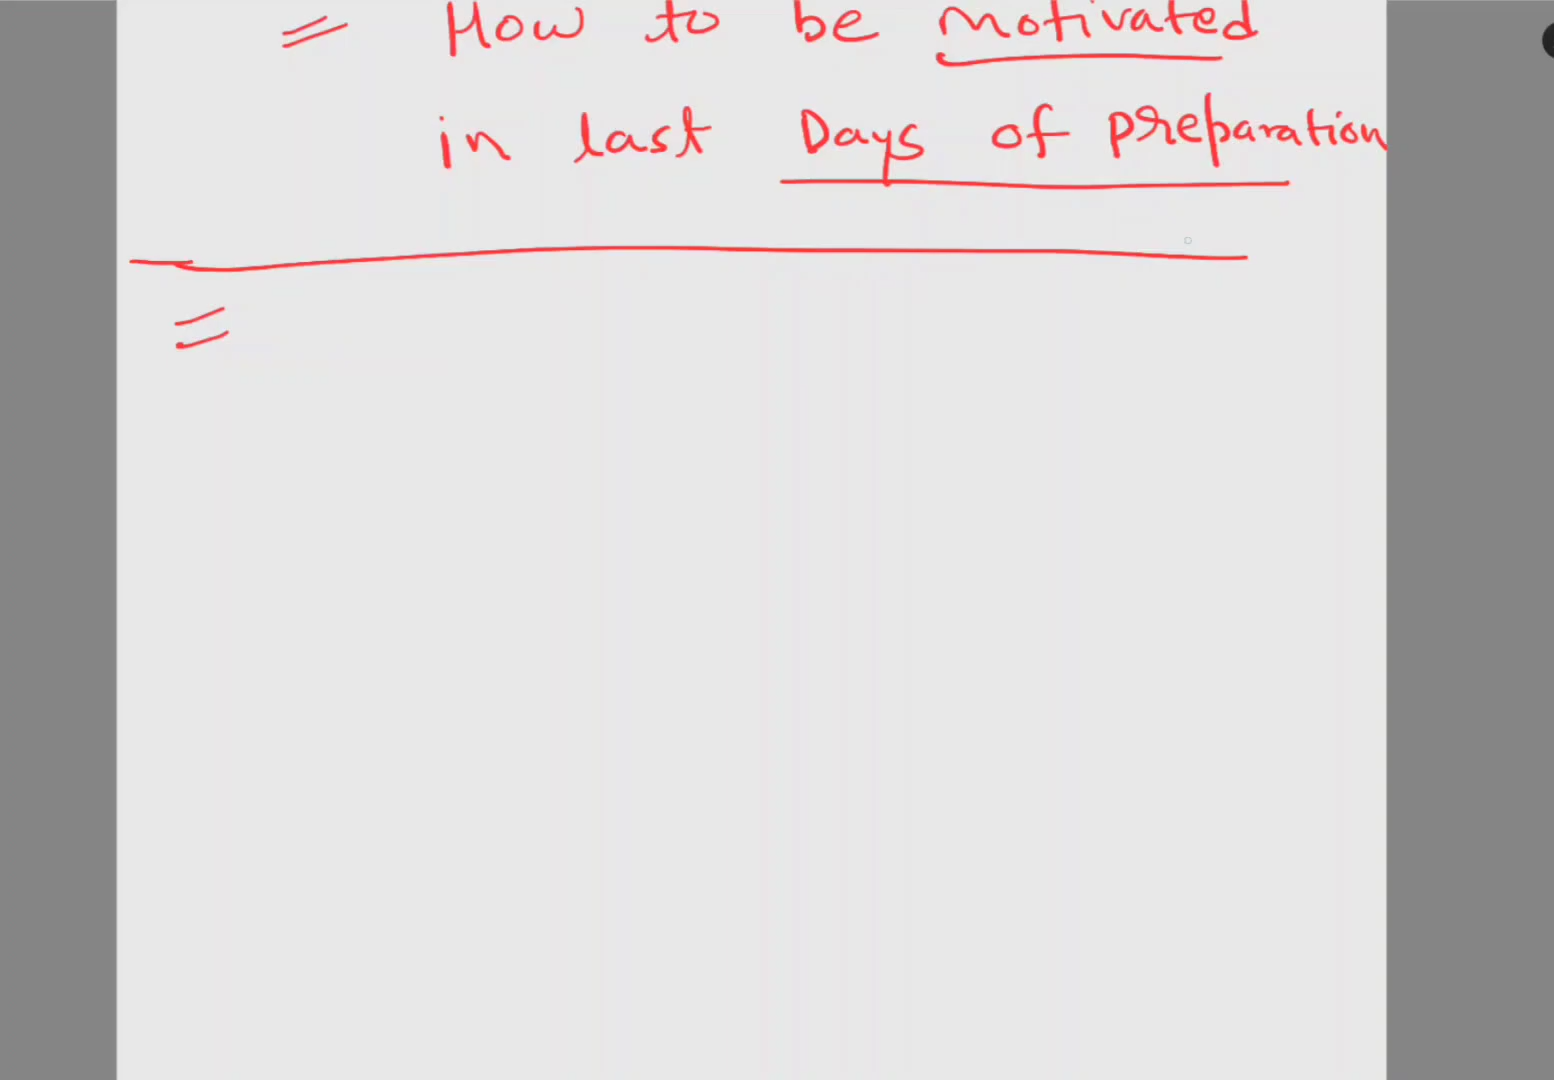 = How to be motivated
in last Days of preparation
=